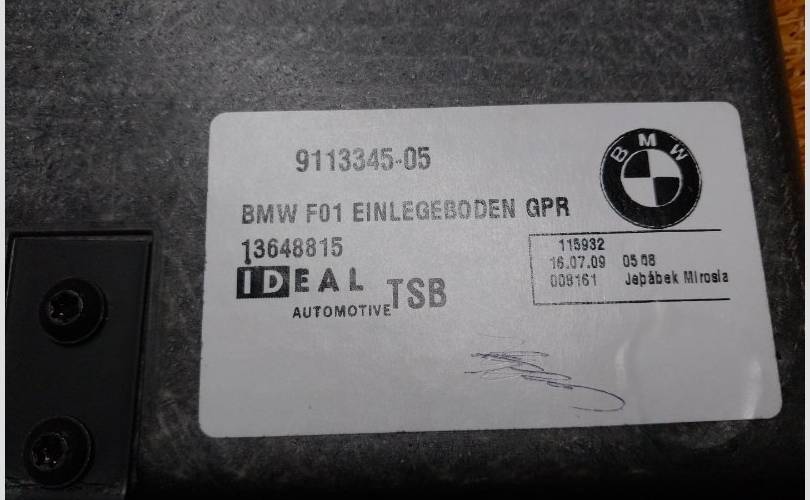 9113345-05
BMW
BMW F01 EINLEGEBODEN GPR
13648815
115932
16.07.09 05:08
008161 Jeþábek Mirosla
IDEAL
AUTOMOTIVE TSB